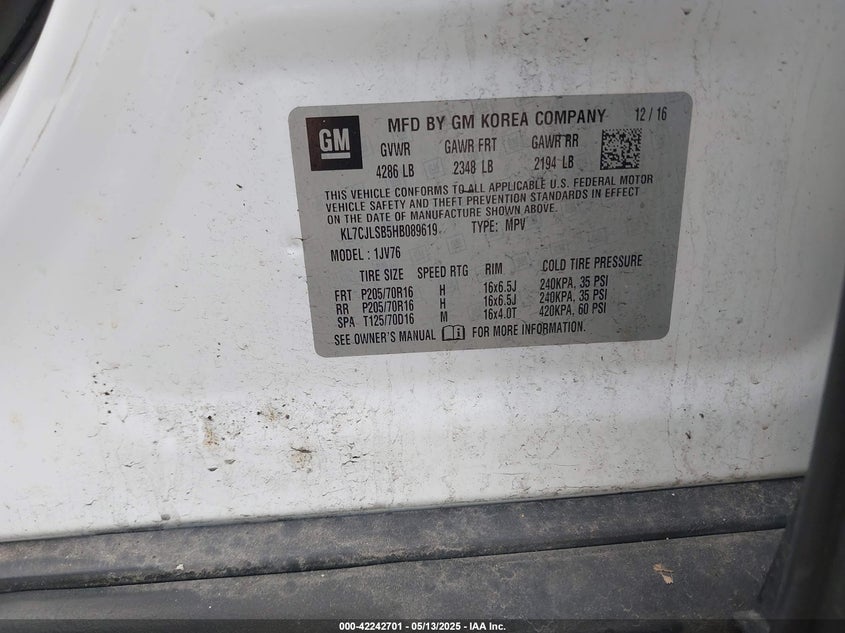 GM
MFD BY GM KOREA COMPANY 12 / 16
GVWR GAWR FRT GAWR RR
4286 LB 2348 LB 2194 LB
THIS VEHICLE CONFORMS TO ALL APPLICABLE U.S. FEDERAL MOTOR
VEHICLE SAFETY AND THEFT PREVENTION STANDARDS IN EFFECT
ON THE DATE OF MANUFACTURE SHOWN ABOVE.
KL7CJLSB5HB089619 TYPE: MPV
MODEL : 1JV76
TIRE SIZE SPEED RTG RIM COLD TIRE PRESSURE
FRT P205/70R16 H 16x6.5J 240KPA, 35 PSI
RR P205/70R16 H 16x6.5J 240KPA, 35 PSI
SPA T125/70D16 M 16x4.0T 420KPA, 60 PSI
SEE OWNER'S MANUAL FOR MORE INFORMATION.
000-42242701 - 05/13/2025 - IAA Inc.